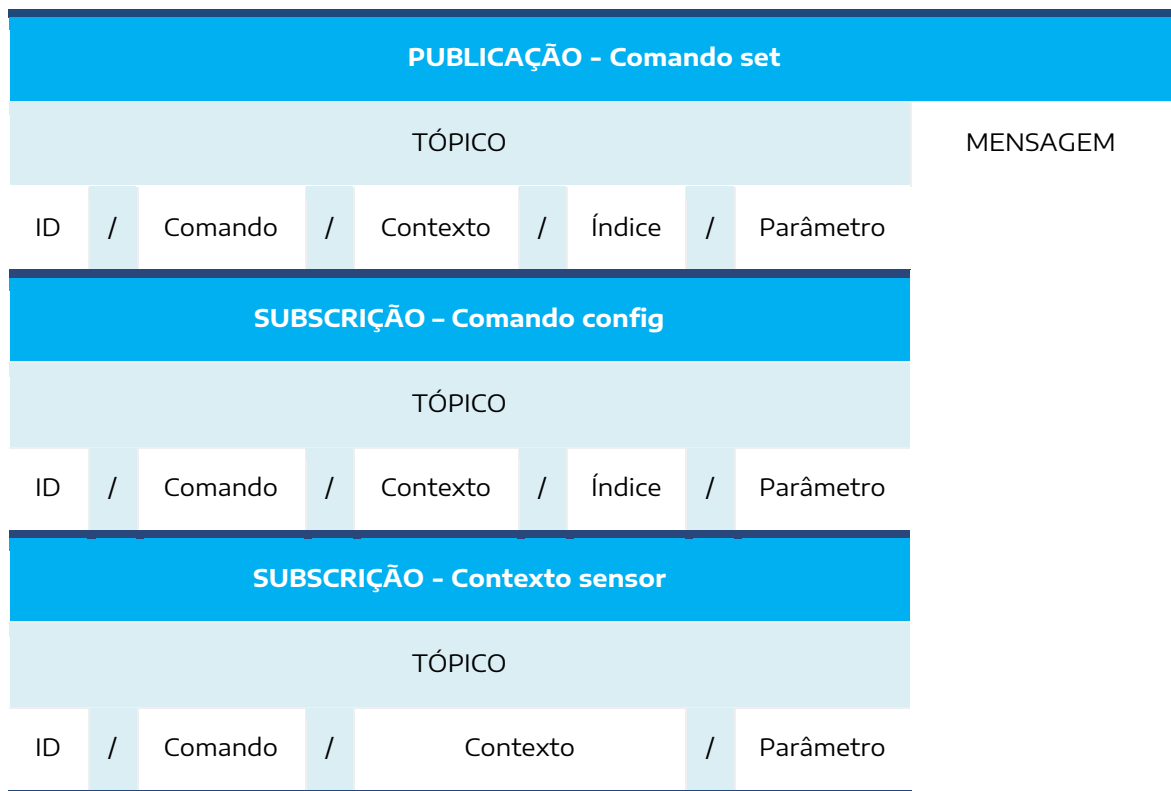 PUBLICAÇÃO - Comando set
TÓPICO MENSAGEM
ID / Comando / Contexto / Índice / Parâmetro
SUBSCRIÇÃO – Comando config
TÓPICO
ID / Comando / Contexto / Índice / Parâmetro
SUBSCRIÇÃO - Contexto sensor
TÓPICO
ID / Comando / Contexto / Parâmetro